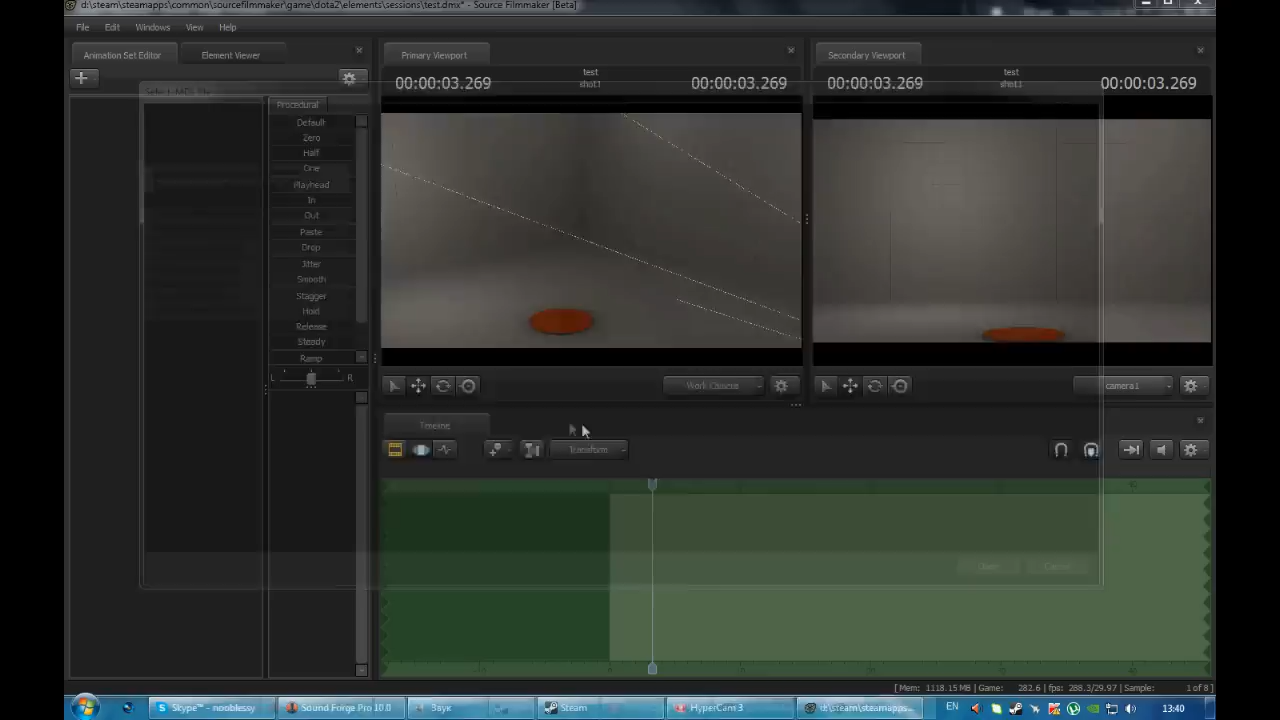 d:\steam\steamapps\common\sourcefilmmaker\game\dota2\elements\sessions\test.dmx* - Source Filmmaker [Beta]
File Edit Windows View Help
Animation Set Editor Element Viewer Primary Viewport Secondary Viewport
00:00:03.269 test 00:00:03.269 00:00:03.269 test 00:00:03.269
shot1 shot1
Procedural
Default
Zero
Half
One
Playhead
In
Out
Paste
Drop
Jitter
Smooth
Stagger
Hold
Release
Steady
Ramp
L R
Work Camera camera1
Timeline
Transform
[ Mem: 1118.15 MB | Game: 282.6 | fps: 288.3/29.97 | Sample: 1 of 8 ]
Skype™ - nooblessy Sound Forge Pro 10.0 Звук Steam HyperCam 3 d:\steam\steamapps... EN 13:40